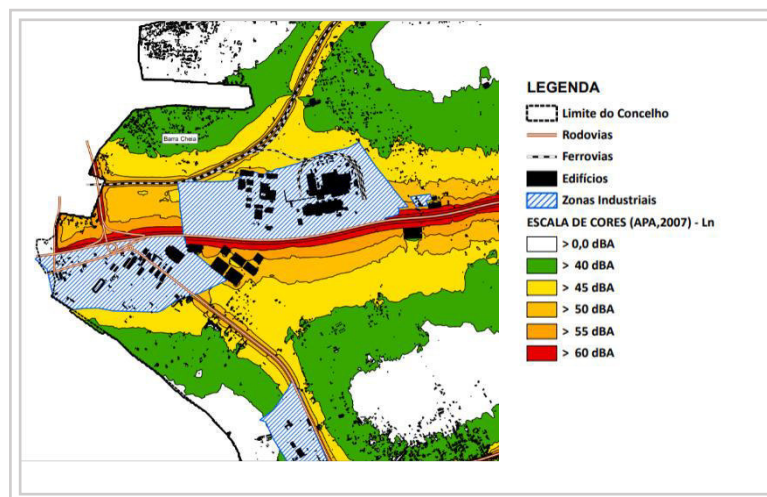 Barra Cheia
LEGENDA
Limite do Concelho
Rodovias
Ferrovias
Edifícios
Zonas Industriais
ESCALA DE CORES (APA,2007) - Ln
> 0,0 dBA
> 40 dBA
> 45 dBA
> 50 dBA
> 55 dBA
> 60 dBA